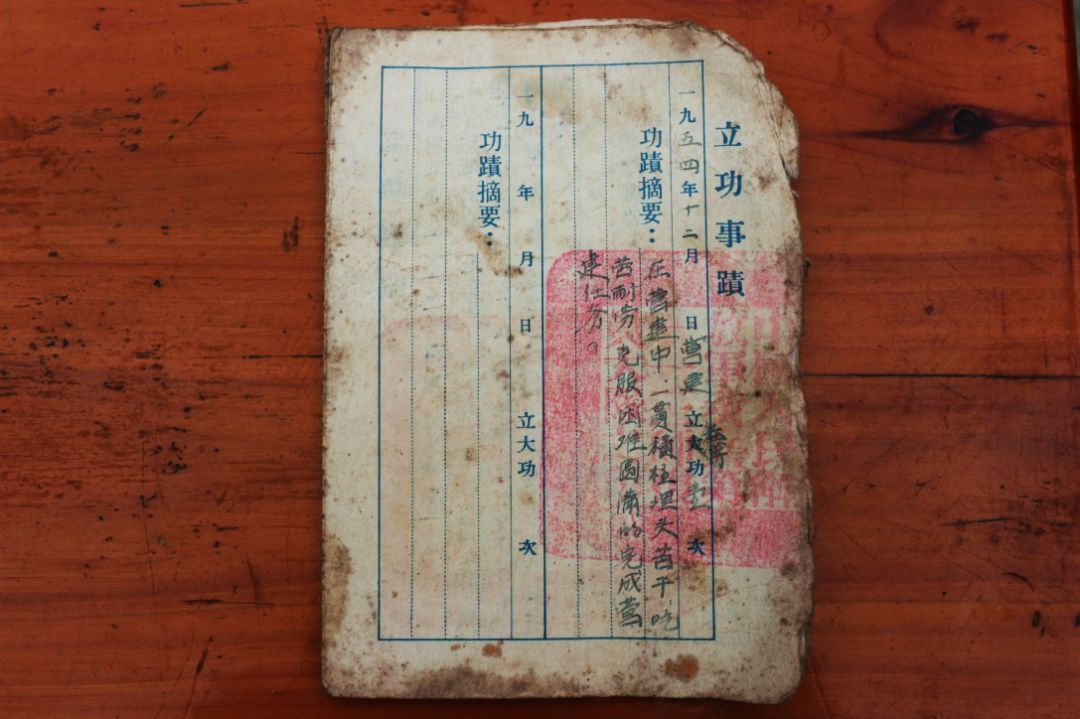 立功事蹟
一九五四年十二月 日营建立大功壹次
功蹟摘要：
在营建中，一貫積极埋头苦干，吃
苦耐劳，克服困难圆滿的完成营
建任务。
一九 年 月 日 立大功 次
功蹟摘要：